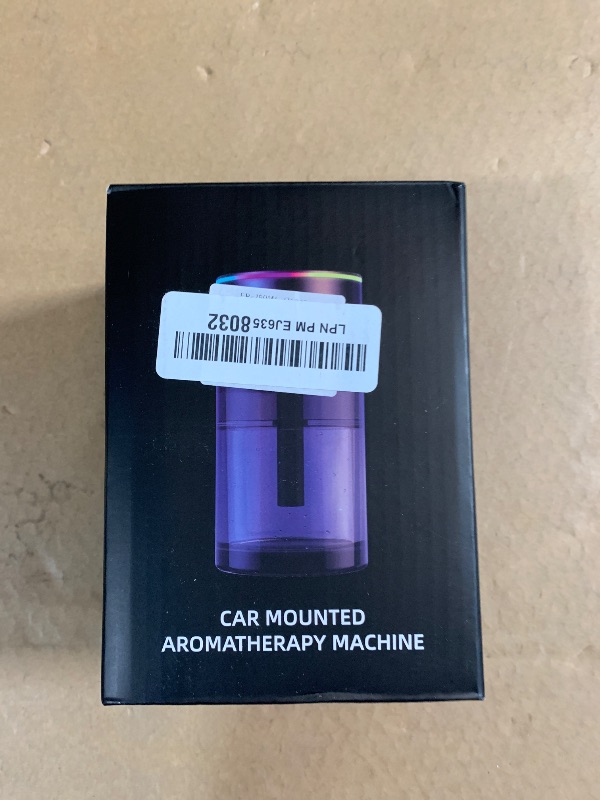 LPN PM EJ6358032
CAR MOUNTED
AROMATHERAPY MACHINE